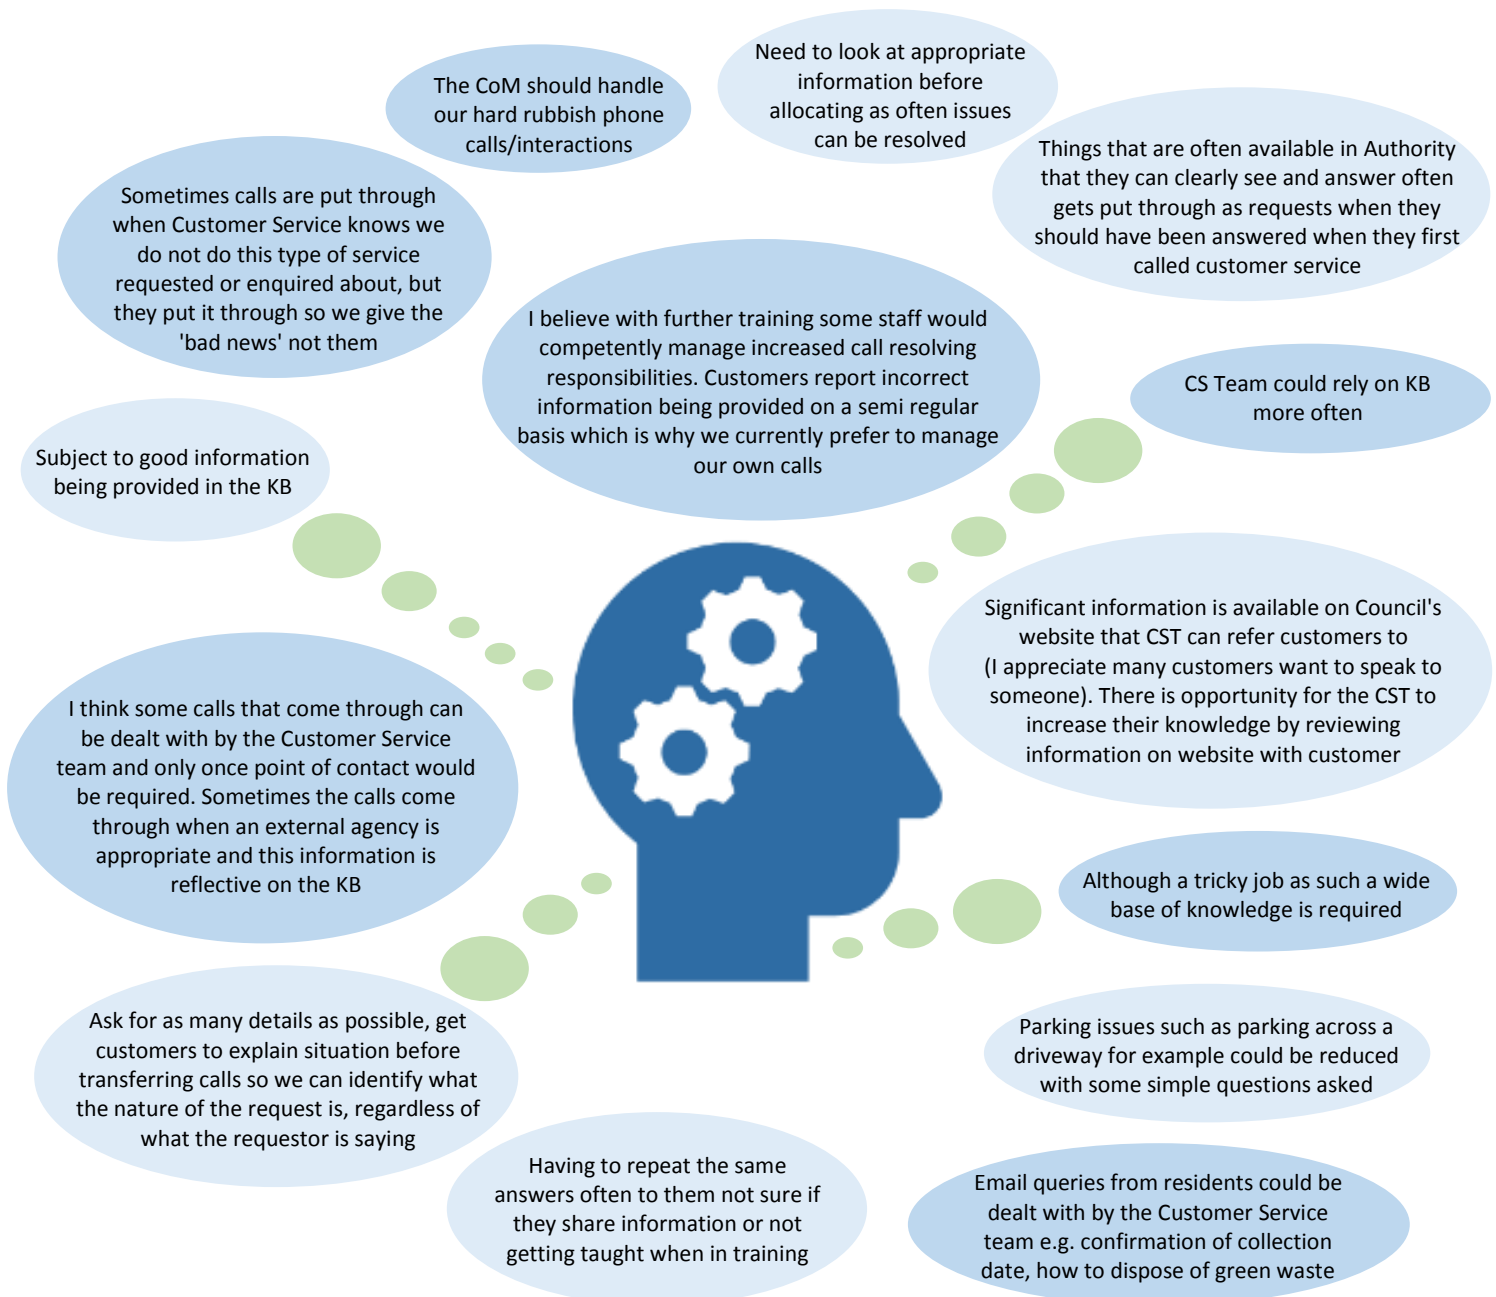 The CoM should handle
our hard rubbish phone
calls/interactions
Need to look at appropriate
information before
allocating as often issues
can be resolved
Things that are often available in Authority
that they can clearly see and answer often
gets put through as requests when they
should have been answered when they first
called customer service
Sometimes calls are put through
when Customer Service knows we
do not do this type of service
requested or enquired about, but
they put it through so we give the
'bad news' not them
I believe with further training some staff would
competently manage increased call resolving
responsibilities. Customers report incorrect
information being provided on a semi regular
basis which is why we currently prefer to manage
our own calls
CS Team could rely on KB
more often
Subject to good information
being provided in the KB
Significant information is available on Council's
website that CST can refer customers to
(I appreciate many customers want to speak to
someone). There is opportunity for the CST to
increase their knowledge by reviewing
information on website with customer
I think some calls that come through can
be dealt with by the Customer Service
team and only once point of contact would
be required. Sometimes the calls come
through when an external agency is
appropriate and this information is
reflective on the KB
Although a tricky job as such a wide
base of knowledge is required
Ask for as many details as possible, get
customers to explain situation before
transferring calls so we can identify what
the nature of the request is, regardless of
what the requestor is saying
Parking issues such as parking across a
driveway for example could be reduced
with some simple questions asked
Having to repeat the same
answers often to them not sure if
they share information or not
getting taught when in training
Email queries from residents could be
dealt with by the Customer Service
team e.g. confirmation of collection
date, how to dispose of green waste